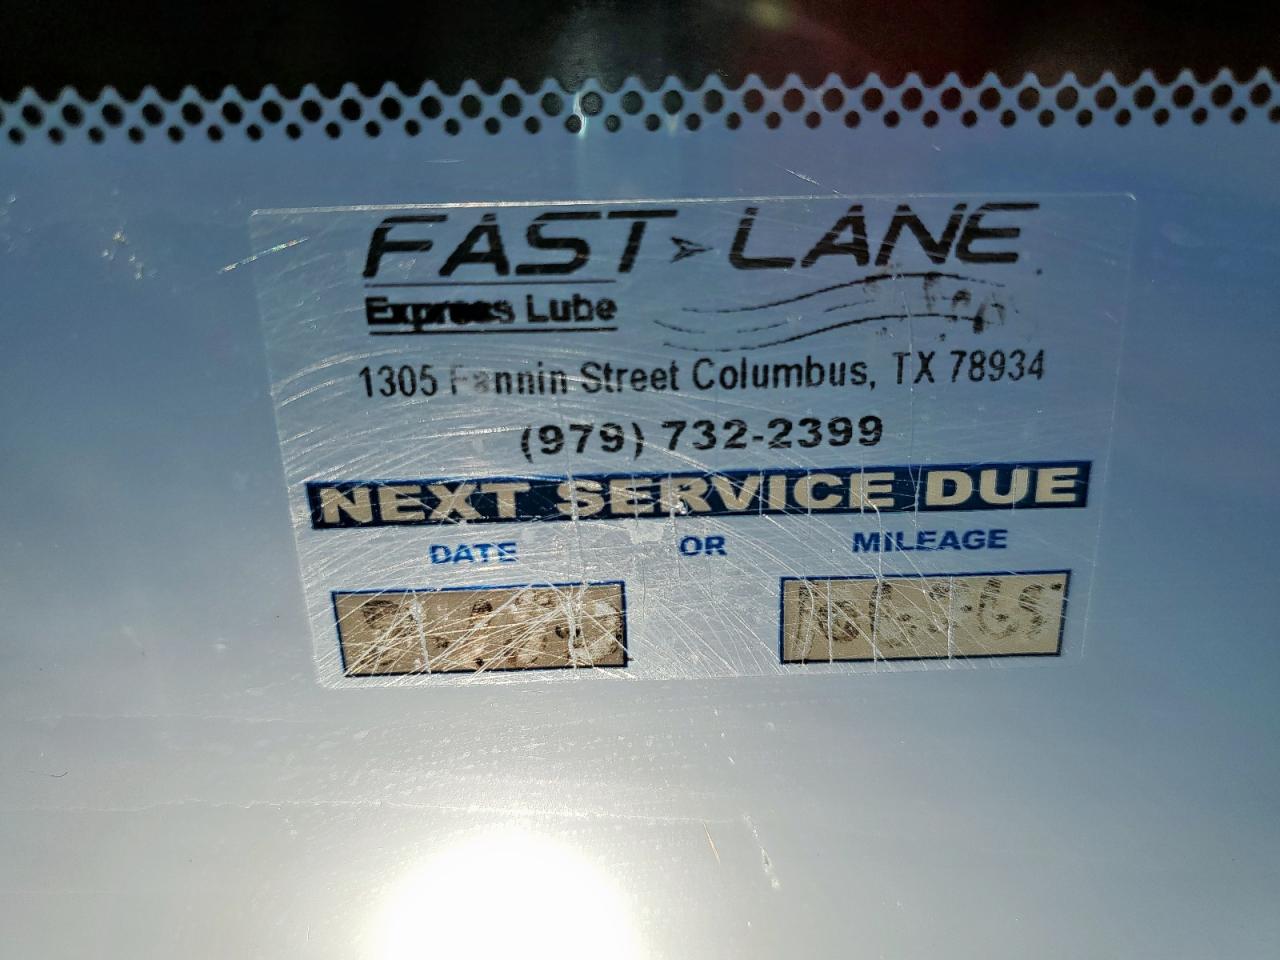 FAST LANE
Express Lube
1305 Fannin Street Columbus, TX 78934
(979) 732-2399
NEXT SERVICE DUE
DATE OR MILEAGE